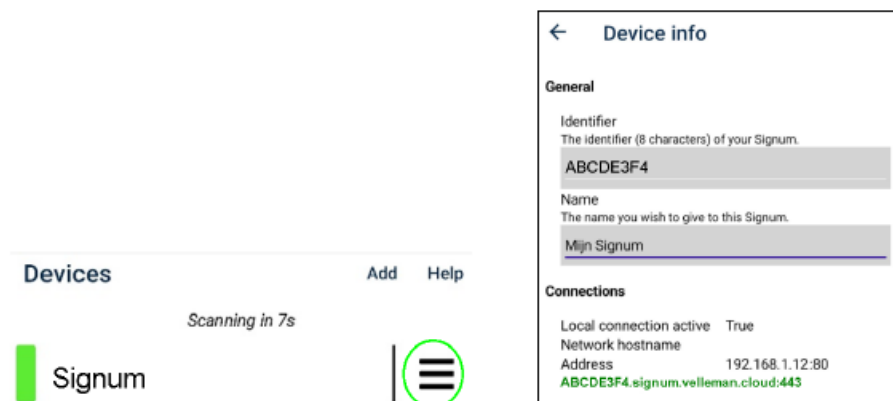 Devices Add Help
Scanning in 7s
Signum
Device info
General
Identifier
The identifier (8 characters) of your Signum.
ABCDE3F4
Name
The name you wish to give to this Signum.
Mijn Signum
Connections
Local connection active True
Network hostname
Address 192.168.1.12:80
ABCDE3F4.signum.velleman.cloud:443